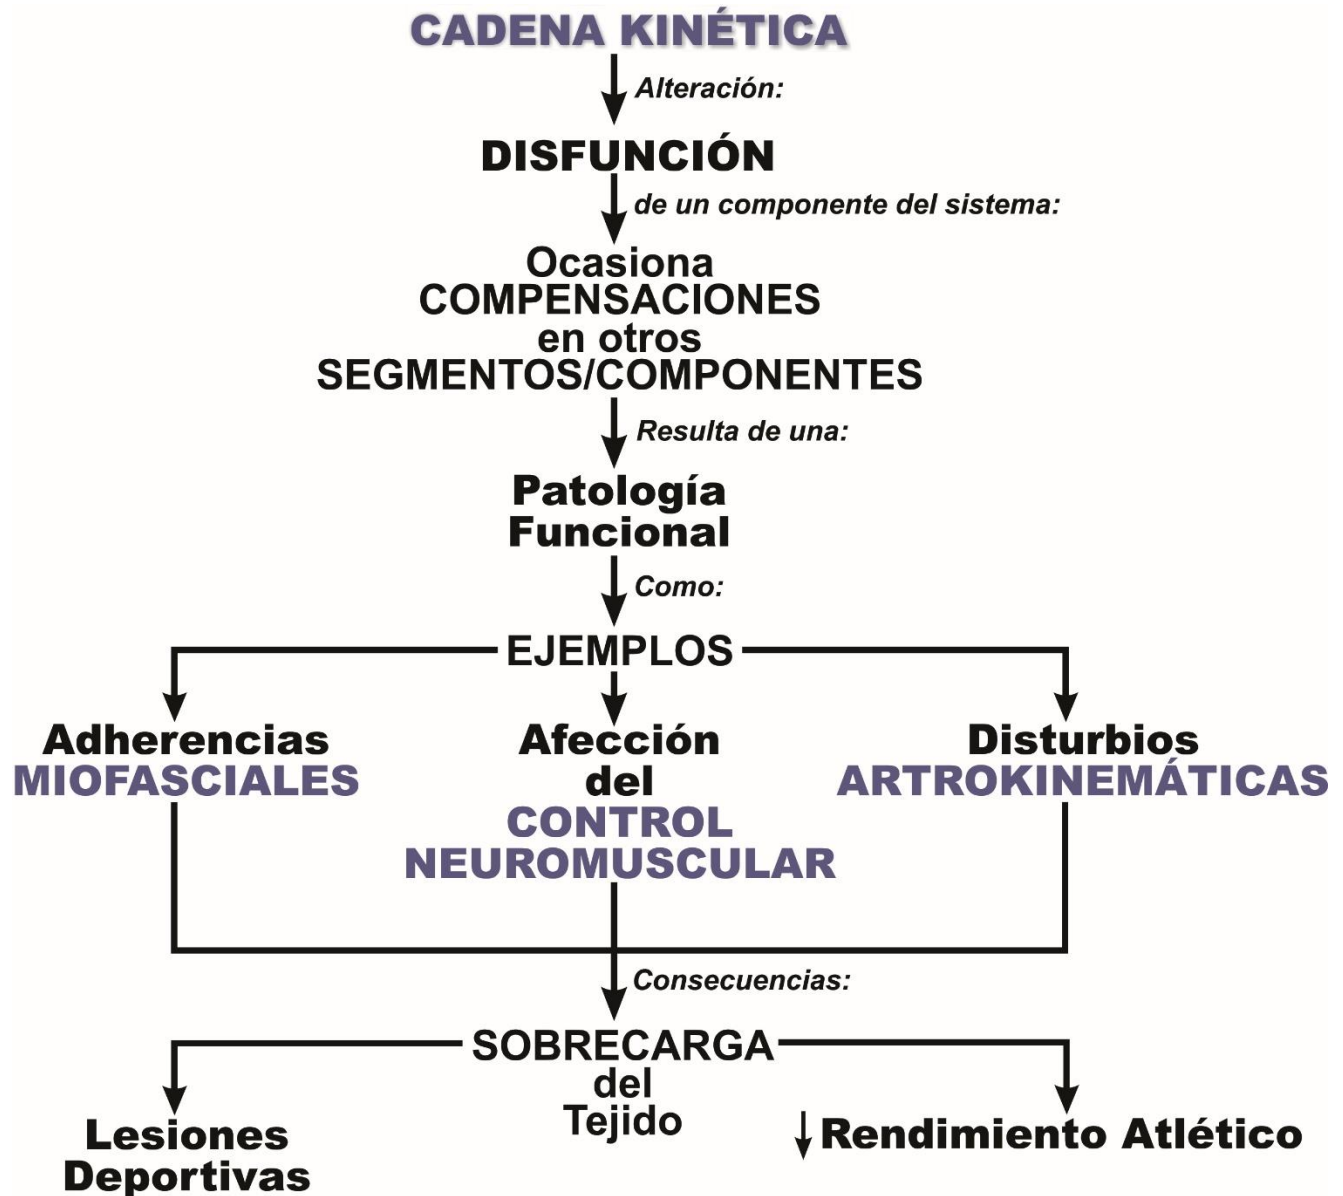 CADENA KINÉTICA
Alteración:
DISFUNCIÓN
de un componente del sistema:
Ocasiona
COMPENSACIONES
en otros
SEGMENTOS/COMPONENTES
Resulta de una:
Patología
Funcional
Como:
EJEMPLOS
Adherencias
MIOFASCIALES
Afección
del
CONTROL
NEUROMUSCULAR
Disturbios
ARTROKINEMÁTICAS
Consecuencias:
SOBRECARGA
del
Tejido
Lesiones
Deportivas
↓ Rendimiento Atlético